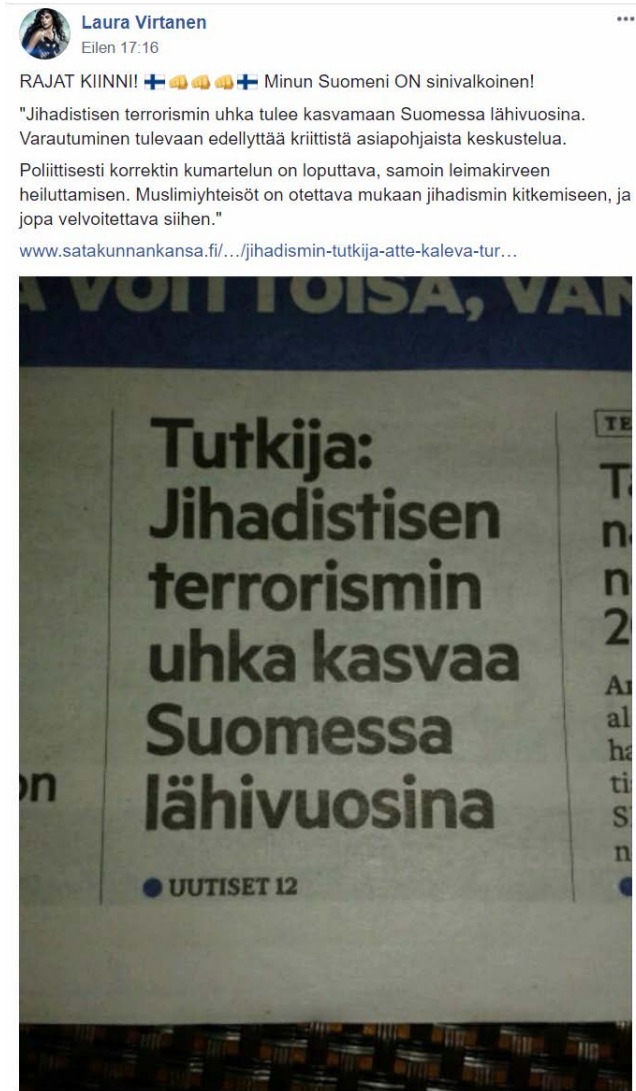 Laura Virtanen
Eilen 17:16
RAJAT KIINNI! 🇫🇮👊👊👊🇫🇮 Minun Suomeni ON sinivalkoinen!
"Jihadistisen terrorismin uhka tulee kasvamaan Suomessa lähivuosina.
Varautuminen tulevaan edellyttää kriittistä asiapohjaista keskustelua.
Poliittisesti korrektin kumartelun on loputtava, samoin leimakirveen
heiluttamisen. Muslimiyhteisöt on otettava mukaan jihadismin kitkemiseen, ja
jopa velvoitettava siihen."
www.satakunnankansa.fi/…/jihadismin-tutkija-atte-kaleva-tur…
Tutkija:
Jihadistisen
terrorismin
uhka kasvaa
Suomessa
lähivuosina
UUTISET 12